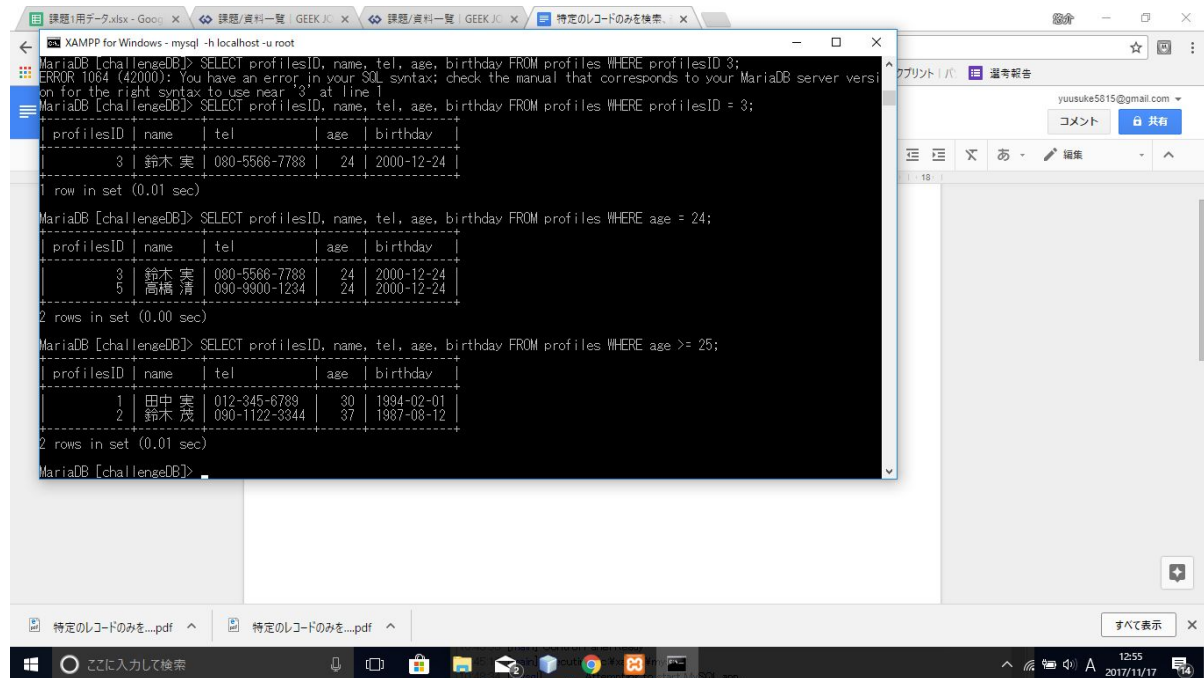 課題1用データ.xlsx - Goog
課題/資料一覧 | GEEK JO
課題/資料一覧 | GEEK JO
特定のレコードのみを検索、
XAMPP for Windows - mysql -h localhost -u root
MariaDB [challengeDB]> SELECT profilesID, name, tel, age, birthday FROM profiles WHERE profilesID 3;
ERROR 1064 (42000): You have an error in your SQL syntax; check the manual that corresponds to your MariaDB server versi
on for the right syntax to use near '3' at line 1
MariaDB [challengeDB]> SELECT profilesID, name, tel, age, birthday FROM profiles WHERE profilesID = 3;
+------------+---------+---------------+------+------------+
| profilesID | name | tel | age | birthday |
+------------+---------+---------------+------+------------+
| 3 | 鈴木 実 | 080-5566-7788 | 24 | 2000-12-24 |
+------------+---------+---------------+------+------------+
1 row in set (0.01 sec)
MariaDB [challengeDB]> SELECT profilesID, name, tel, age, birthday FROM profiles WHERE age = 24;
+------------+---------+---------------+------+------------+
| profilesID | name | tel | age | birthday |
+------------+---------+---------------+------+------------+
| 3 | 鈴木 実 | 080-5566-7788 | 24 | 2000-12-24 |
| 5 | 高橋 清 | 090-9900-1234 | 24 | 2000-12-24 |
+------------+---------+---------------+------+------------+
2 rows in set (0.00 sec)
MariaDB [challengeDB]> SELECT profilesID, name, tel, age, birthday FROM profiles WHERE age >= 25;
+------------+---------+---------------+------+------------+
| profilesID | name | tel | age | birthday |
+------------+---------+---------------+------+------------+
| 1 | 田中 実 | 012-345-6789 | 30 | 1994-02-01 |
| 2 | 鈴木 茂 | 090-1122-3344 | 37 | 1987-08-12 |
+------------+---------+---------------+------+------------+
2 rows in set (0.01 sec)
MariaDB [challengeDB]> _
選考報告
yuusuke5815@gmail.com
コメント
共有
あ
編集
18
特定のレコードのみを....pdf
特定のレコードのみを....pdf
すべて表示
ここに入力して検索
A
12:55
2017/11/17
14